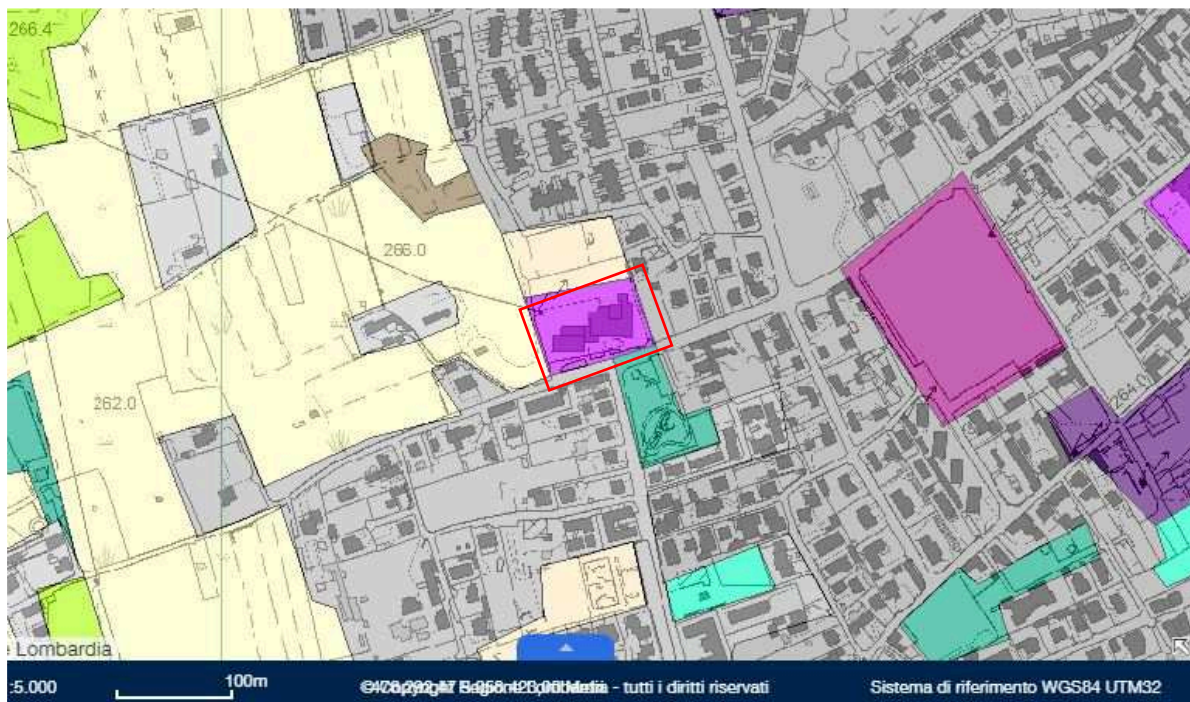 266.4
266.0
262.0
264.0
Lombardia
:5.000
100m
- tutti i diritti riservati
Sistema di riferimento WGS84 UTM32